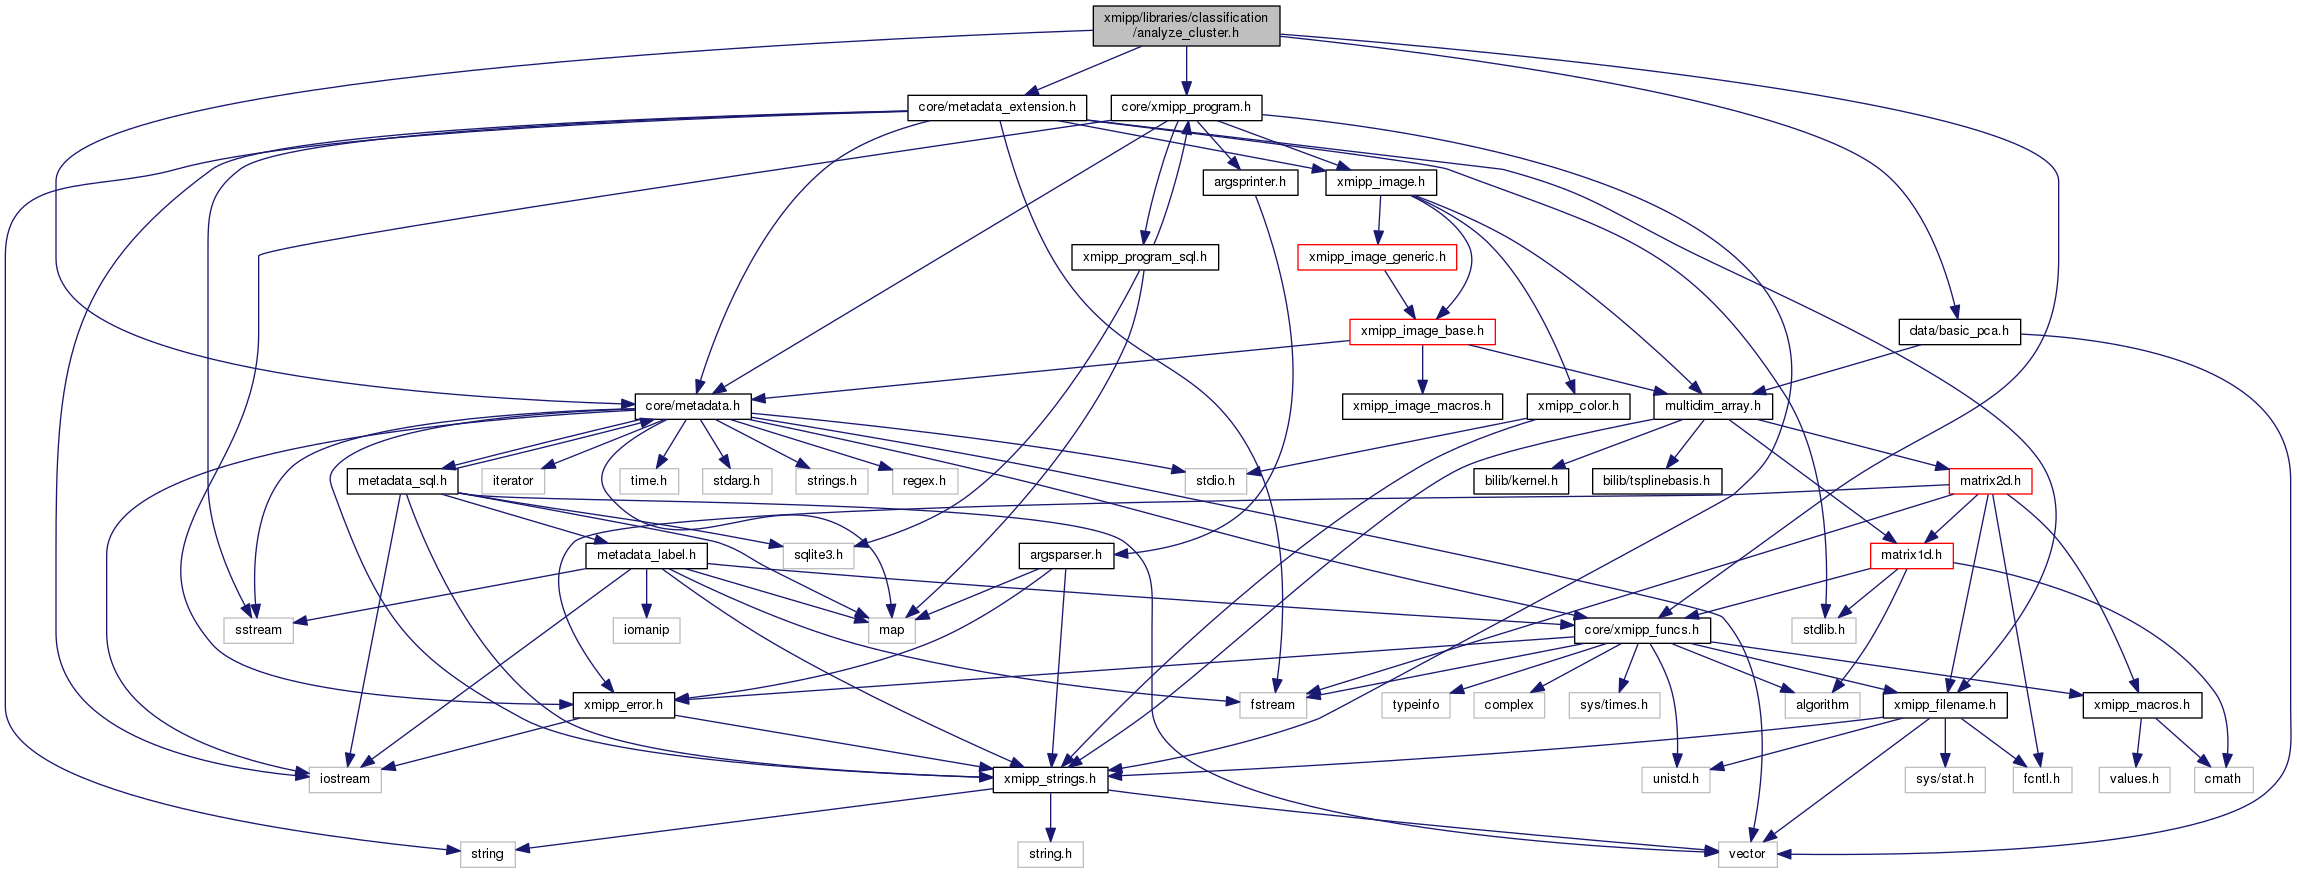 xmipp/libraries/classification
/analyze_cluster.h
core/metadata_extension.h
core/xmipp_program.h
argsprinter.h
xmipp_image.h
xmipp_program_sql.h
xmipp_image_generic.h
xmipp_image_base.h
data/basic_pca.h
core/metadata.h
xmipp_image_macros.h
xmipp_color.h
multidim_array.h
metadata_sql.h
iterator
time.h
stdarg.h
strings.h
regex.h
stdio.h
bilib/kernel.h
bilib/tsplinebasis.h
matrix2d.h
metadata_label.h
sqlite3.h
argsparser.h
matrix1d.h
sstream
iomanip
map
core/xmipp_funcs.h
stdlib.h
xmipp_error.h
fstream
typeinfo
complex
sys/times.h
algorithm
xmipp_filename.h
xmipp_macros.h
iostream
xmipp_strings.h
unistd.h
sys/stat.h
fcntl.h
values.h
cmath
string
string.h
vector